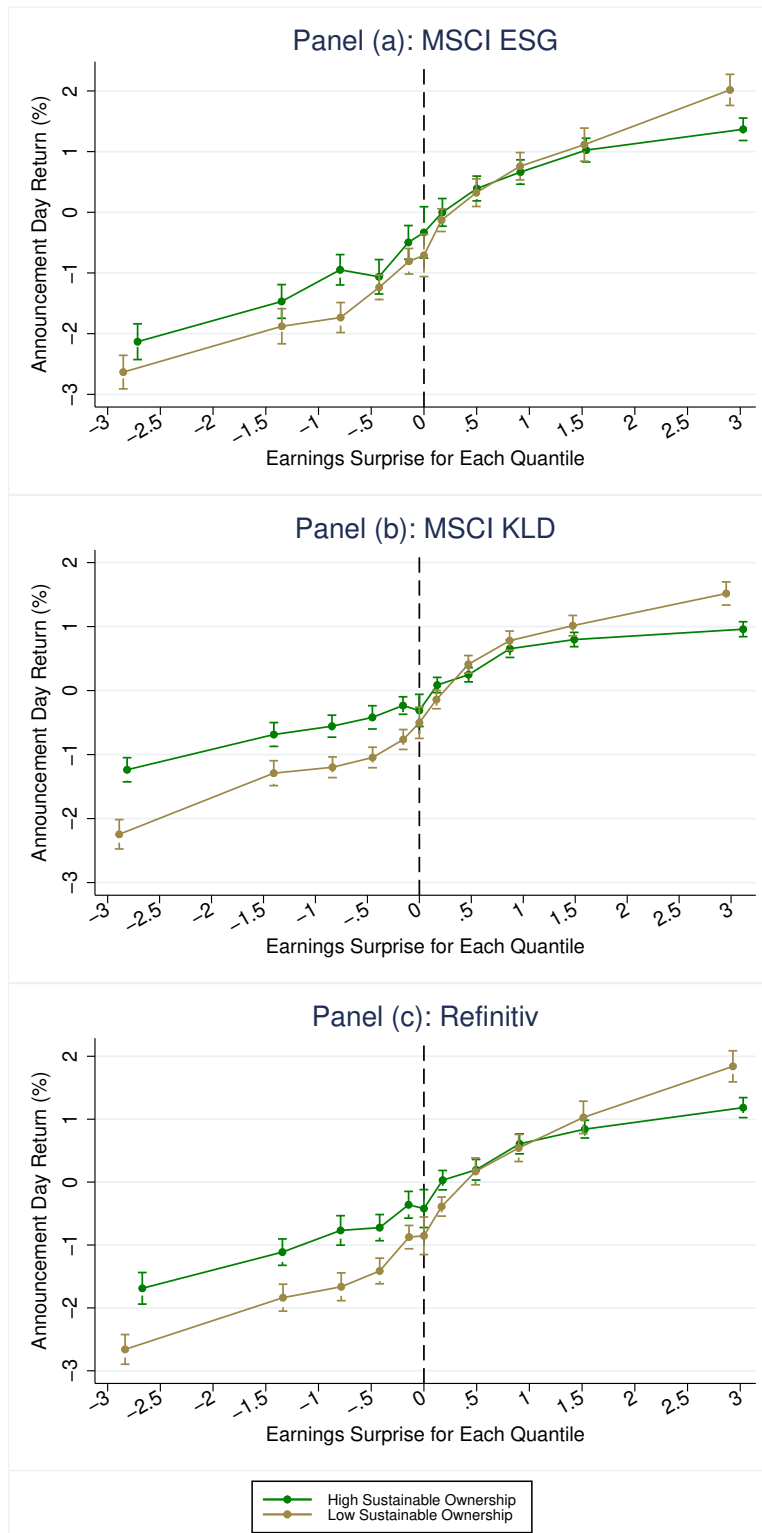 Panel (a): MSCI ESG
Announcement Day Return (%)
2
1
0
−1
−2
−3
−3 −2.5 −2 −1.5 −1 −.5 0 .5 1 1.5 2 2.5 3
Earnings Surprise for Each Quantile
Panel (b): MSCI KLD
Announcement Day Return (%)
2
1
0
−1
−2
−3
−3 −2.5 −2 −1.5 −1 −.5 0 .5 1 1.5 2 2.5 3
Earnings Surprise for Each Quantile
Panel (c): Refinitiv
Announcement Day Return (%)
2
1
0
−1
−2
−3
−3 −2.5 −2 −1.5 −1 −.5 0 .5 1 1.5 2 2.5 3
Earnings Surprise for Each Quantile
High Sustainable Ownership
Low Sustainable Ownership